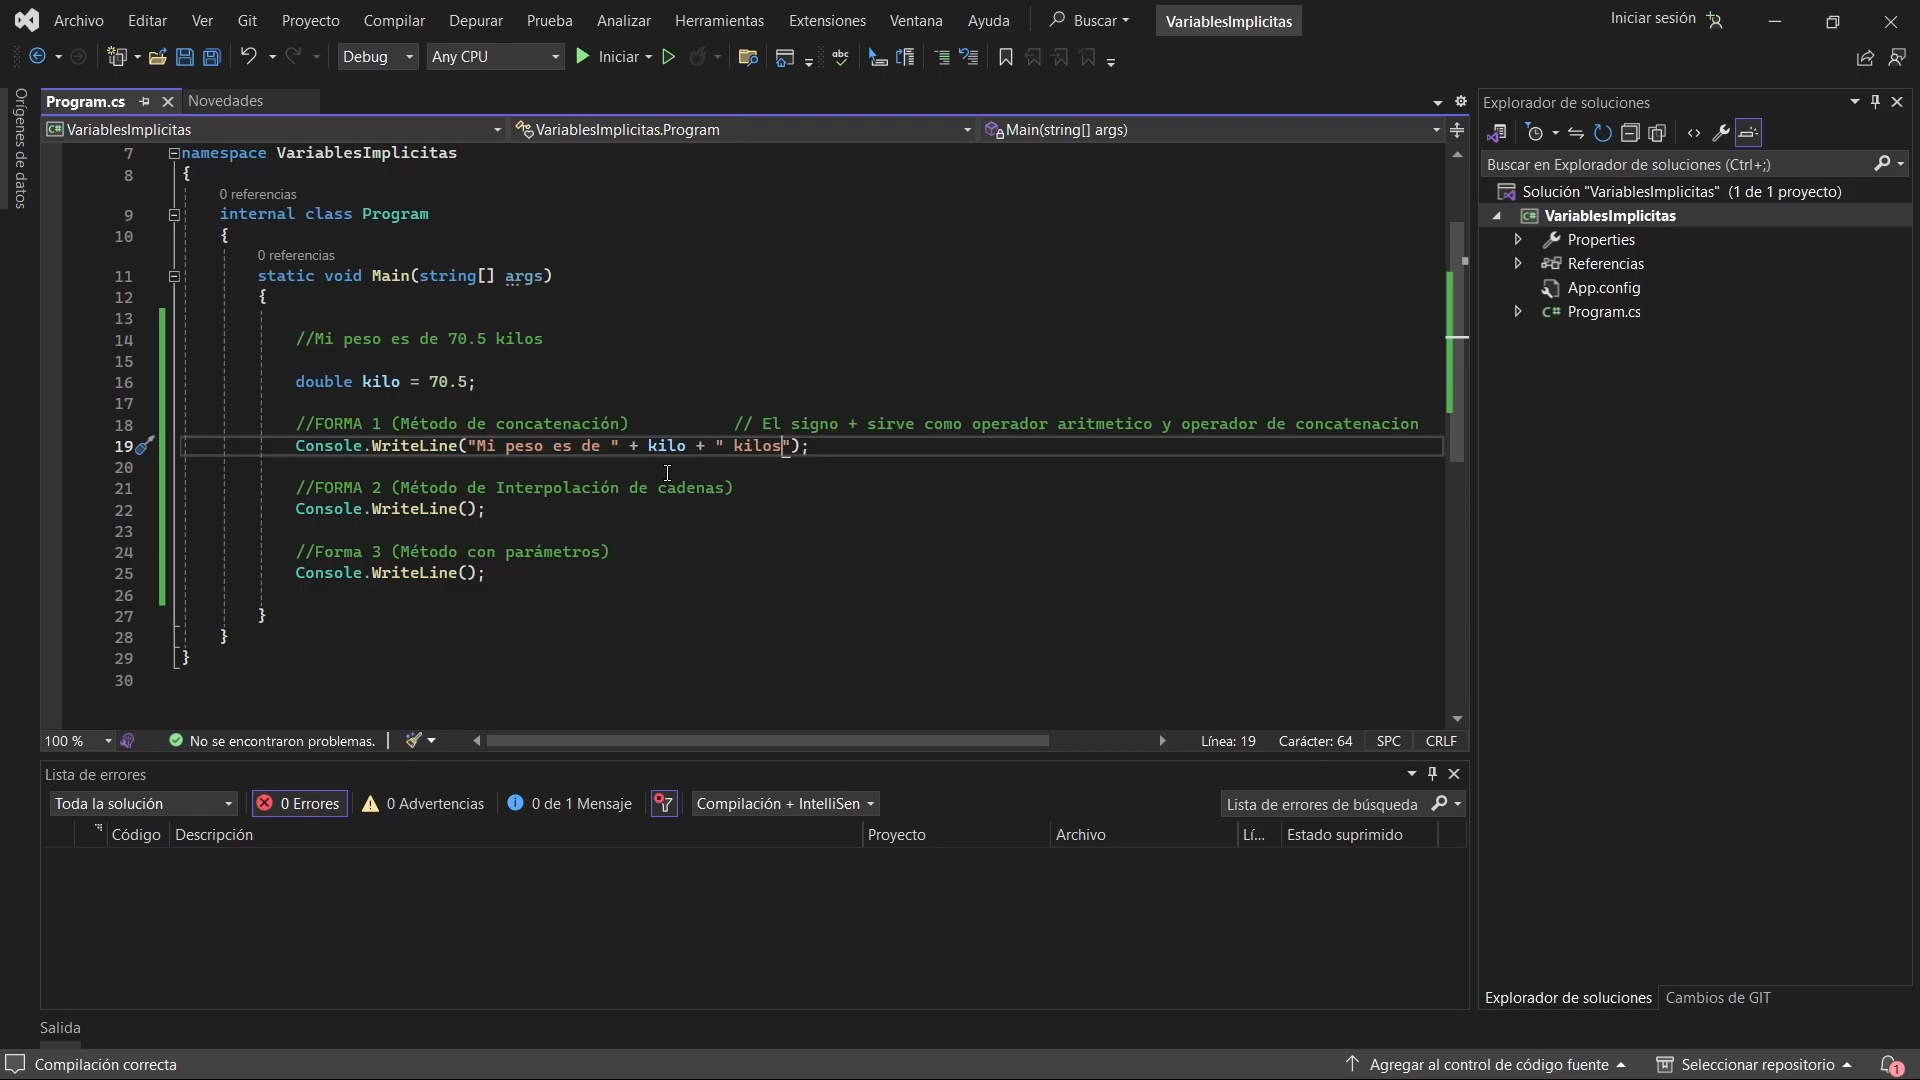 Archivo Editar Ver Git Proyecto Compilar Depurar Prueba Analizar Herramientas Extensiones Ventana Ayuda Buscar VariablesImplicitas Iniciar sesión
Debug Any CPU Iniciar abc
Orígenes de datos
Program.cs Novedades
C# VariablesImplicitas VariablesImplicitas.Program Main(string[] args)
7 namespace VariablesImplicitas
8 {
0 referencias
9 internal class Program
10 {
0 referencias
11 static void Main(string[] args)
12 {
13
14 //Mi peso es de 70.5 kilos
15
16 double kilo = 70.5;
17
18 //FORMA 1 (Método de concatenación) // El signo + sirve como operador aritmetico y operador de concatenacion
19 Console.WriteLine("Mi peso es de " + kilo + " kilos");
20
21 //FORMA 2 (Método de Interpolación de cadenas)
22 Console.WriteLine();
23
24 //Forma 3 (Método con parámetros)
25 Console.WriteLine();
26
27 }
28 }
29 }
30
100 % No se encontraron problemas. Línea: 19 Carácter: 64 SPC CRLF
Lista de errores
Toda la solución 0 Errores 0 Advertencias 0 de 1 Mensaje Compilación + IntelliSen Lista de errores de búsqueda
Código Descripción Proyecto Archivo Lí... Estado suprimido
Explorador de soluciones
Buscar en Explorador de soluciones (Ctrl+;)
Solución "VariablesImplicitas" (1 de 1 proyecto)
C# VariablesImplicitas
Properties
Referencias
App.config
C# Program.cs
Explorador de soluciones Cambios de GIT
Salida
Compilación correcta Agregar al control de código fuente Seleccionar repositorio 1